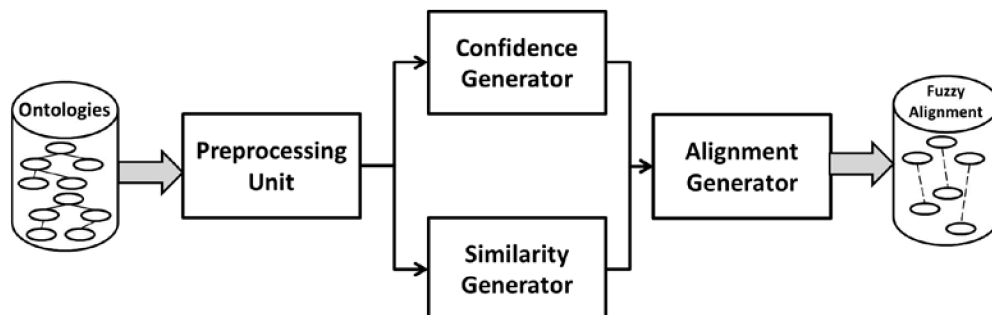 Ontologies
Preprocessing
Unit
Confidence
Generator
Similarity
Generator
Alignment
Generator
Fuzzy
Alignment